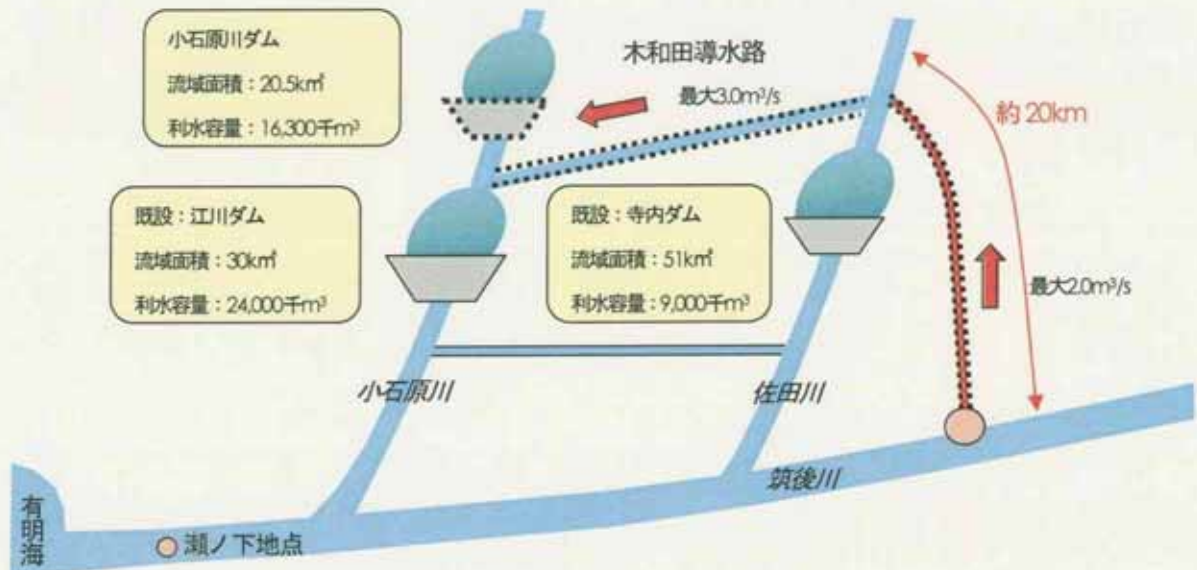 小石原川ダム
流域面積：20.5k㎡
利水容量：16,300千m³
木和田導水路
最大3.0m³/s
約20km
既設：江川ダム
流域面積：30k㎡
利水容量：24,000千m³
既設：寺内ダム
流域面積：51k㎡
利水容量：9,000千m³
最大2.0m³/s
小石原川
佐田川
筑後川
有明海
瀬ノ下地点